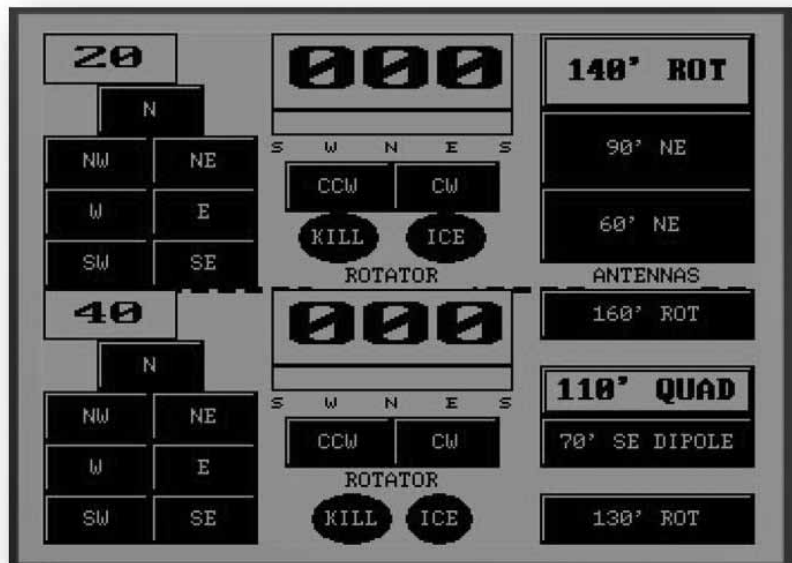 20
N
NW NE
W E
SW SE
000
S W N E S
CCW CW
KILL ICE
ROTATOR
140' ROT
90' NE
60' NE
ANTENNAS
40
N
NW NE
W E
SW SE
000
S W N E S
CCW CW
ROTATOR
KILL ICE
160' ROT
110' QUAD
70' SE DIPOLE
130' ROT